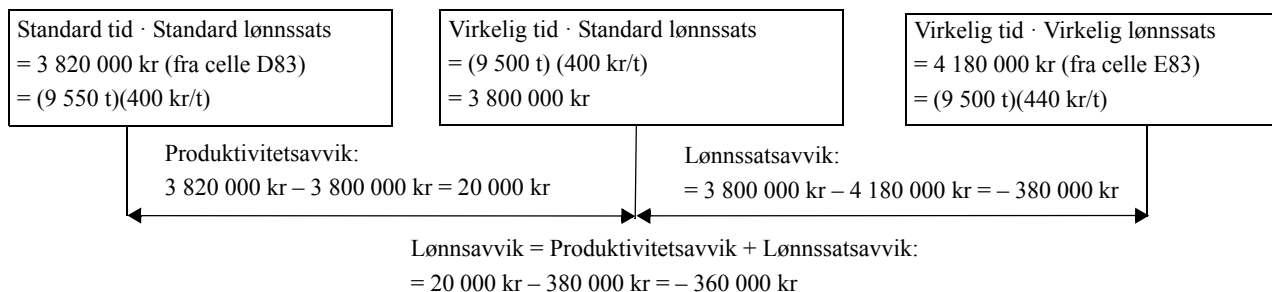 Standard tid · Standard lønnssats
= 3 820 000 kr (fra celle D83)
= (9 550 t)(400 kr/t)
Virkelig tid · Standard lønnssats
= (9 500 t) (400 kr/t)
= 3 800 000 kr
Virkelig tid · Virkelig lønnssats
= 4 180 000 kr (fra celle E83)
= (9 500 t)(440 kr/t)
Produktivitetsavvik:
3 820 000 kr – 3 800 000 kr = 20 000 kr
Lønnssatsavvik:
= 3 800 000 kr – 4 180 000 kr = – 380 000 kr
Lønnsavvik = Produktivitetsavvik + Lønnssatsavvik:
= 20 000 kr – 380 000 kr = – 360 000 kr